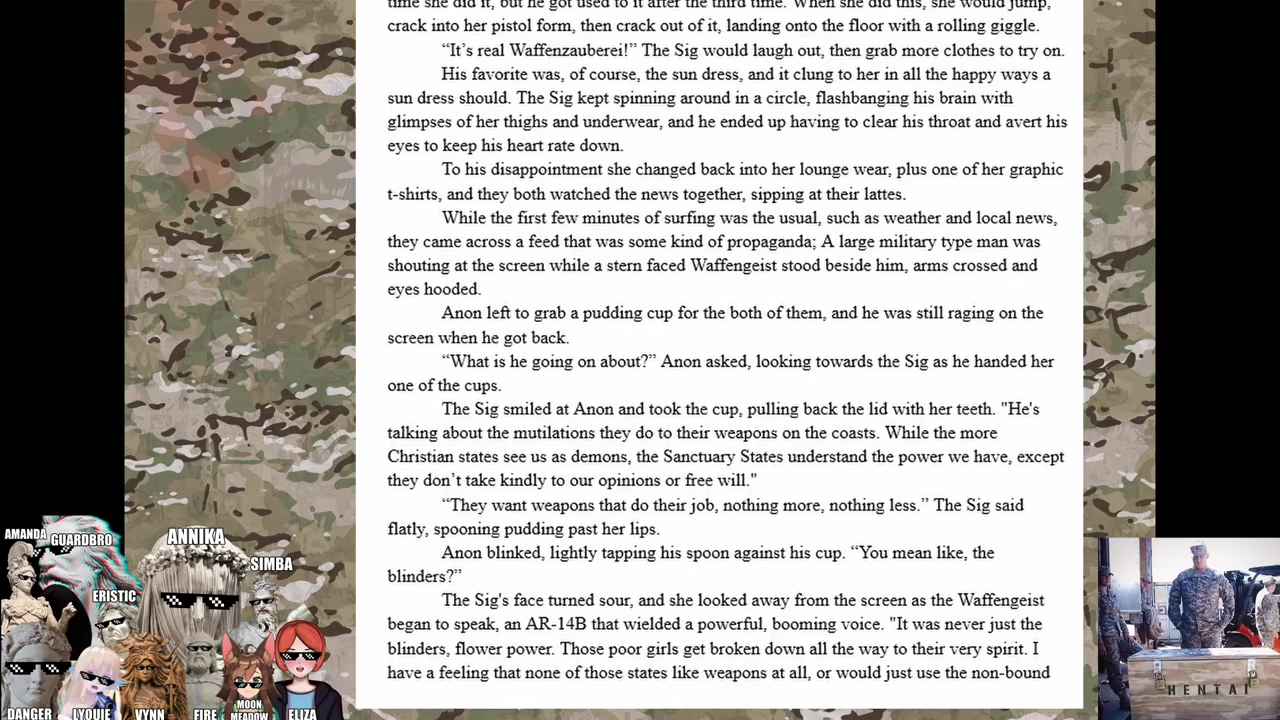 time she did it, but he got used to it after the third time. When she did this, she would jump,
crack into her pistol form, then crack out of it, landing onto the floor with a rolling giggle.
“It’s real Waffenzauberei!” The Sig would laugh out, then grab more clothes to try on.
His favorite was, of course, the sun dress, and it clung to her in all the happy ways a
sun dress should. The Sig kept spinning around in a circle, flashbanging his brain with
glimpses of her thighs and underwear, and he ended up having to clear his throat and avert his
eyes to keep his heart rate down.
To his disappointment she changed back into her lounge wear, plus one of her graphic
t-shirts, and they both watched the news together, sipping at their lattes.
While the first few minutes of surfing was the usual, such as weather and local news,
they came across a feed that was some kind of propaganda; A large military type man was
shouting at the screen while a stern faced Waffengeist stood beside him, arms crossed and
eyes hooded.
Anon left to grab a pudding cup for the both of them, and he was still raging on the
screen when he got back.
“What is he going on about?” Anon asked, looking towards the Sig as he handed her
one of the cups.
The Sig smiled at Anon and took the cup, pulling back the lid with her teeth. "He's
talking about the mutilations they do to their weapons on the coasts. While the more
Christian states see us as demons, the Sanctuary States understand the power we have, except
they don’t take kindly to our opinions or free will."
“They want weapons that do their job, nothing more, nothing less.” The Sig said
flatly, spooning pudding past her lips.
Anon blinked, lightly tapping his spoon against his cup. “You mean like, the
blinders?”
The Sig's face turned sour, and she looked away from the screen as the Waffengeist
began to speak, an AR-14B that wielded a powerful, booming voice. "It was never just the
blinders, flower power. Those poor girls get broken down all the way to their very spirit. I
have a feeling that none of those states like weapons at all, or would just use the non-bound
AMANDA
GUARDBRO
ANNIKA
SIMBA
ERISTIC
DANGER
LYQUIE
VYNN
FIRE
MOON
MEADOW
ELIZA
HENTAI